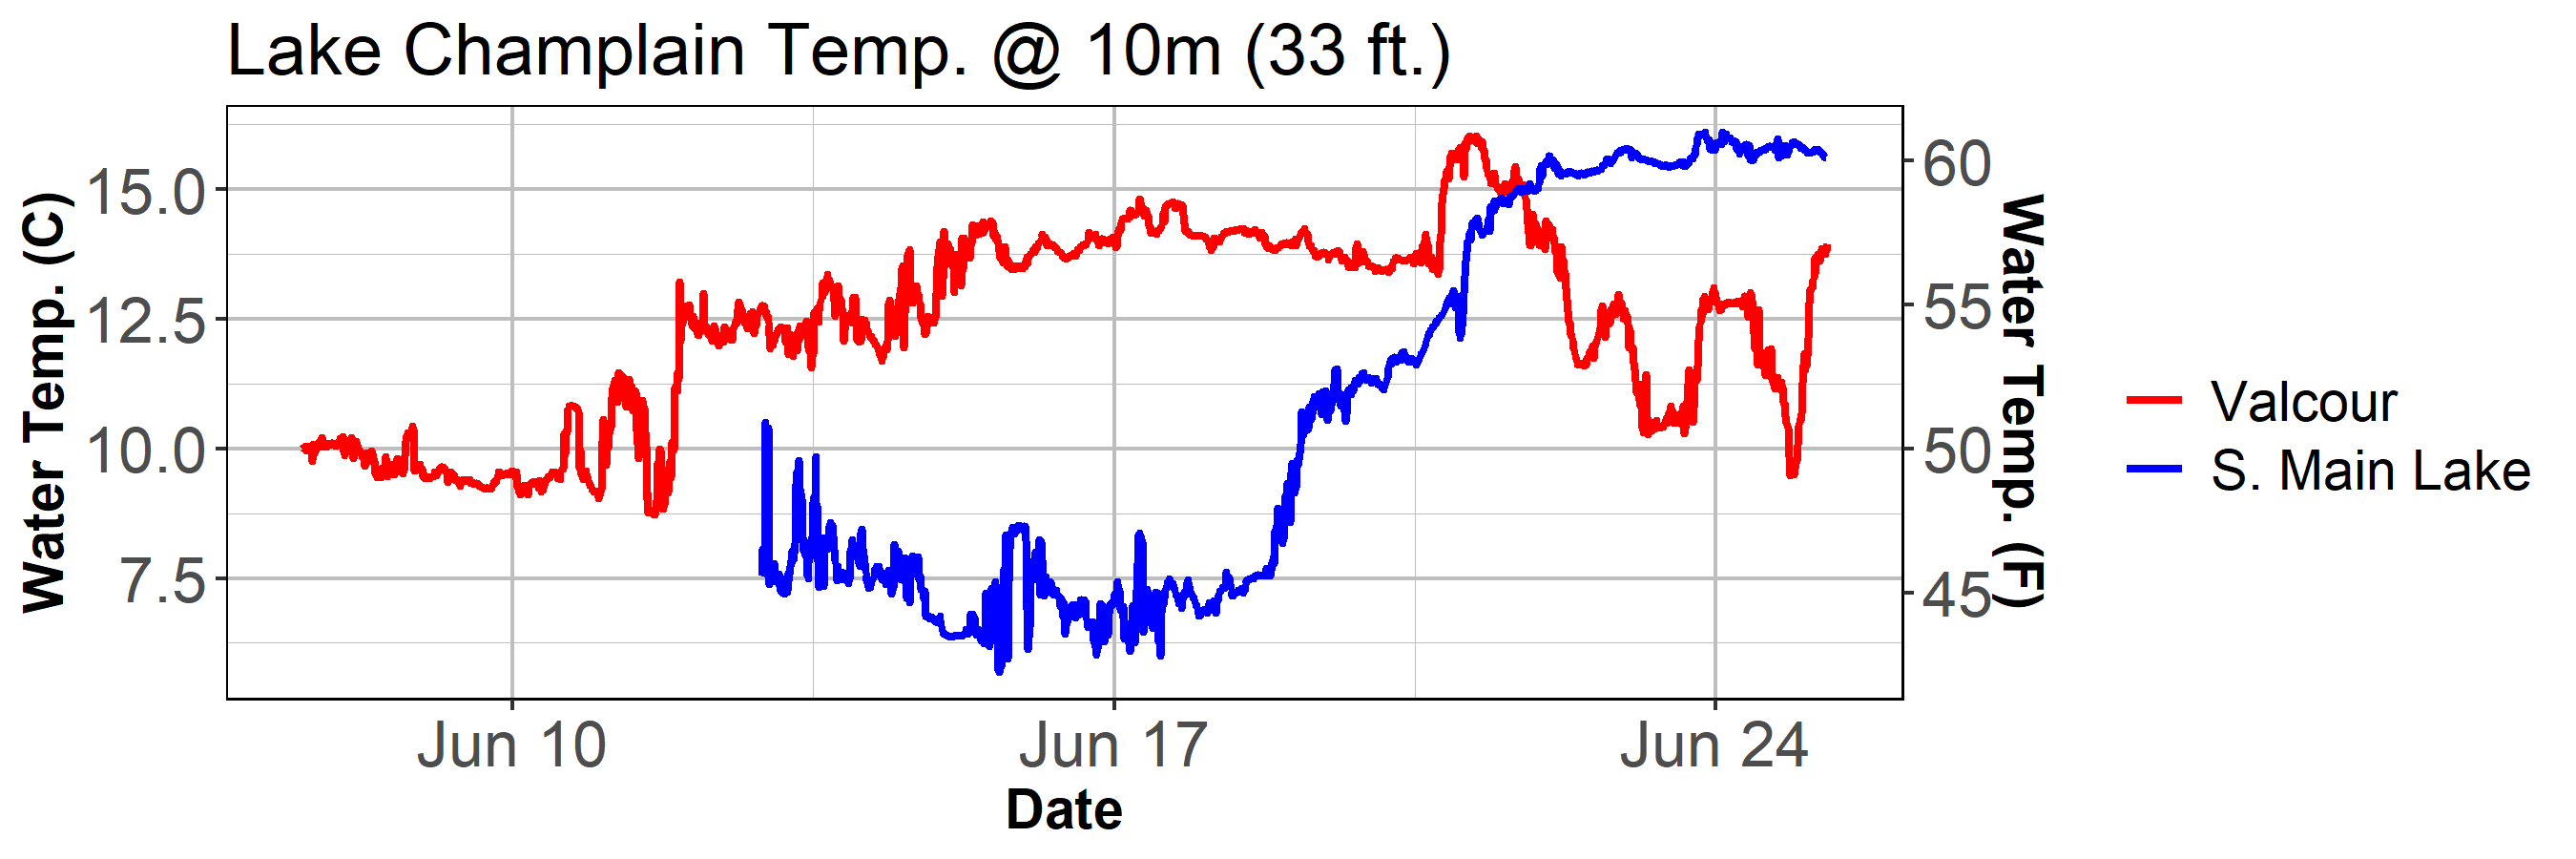 Lake Champlain Temp. @ 10m (33 ft.)
Water Temp. (C)
15.0
12.5
10.0
7.5
60
55
50
45
Water Temp. (F)
Jun 10
Jun 17
Jun 24
Date
Valcour
S. Main Lake